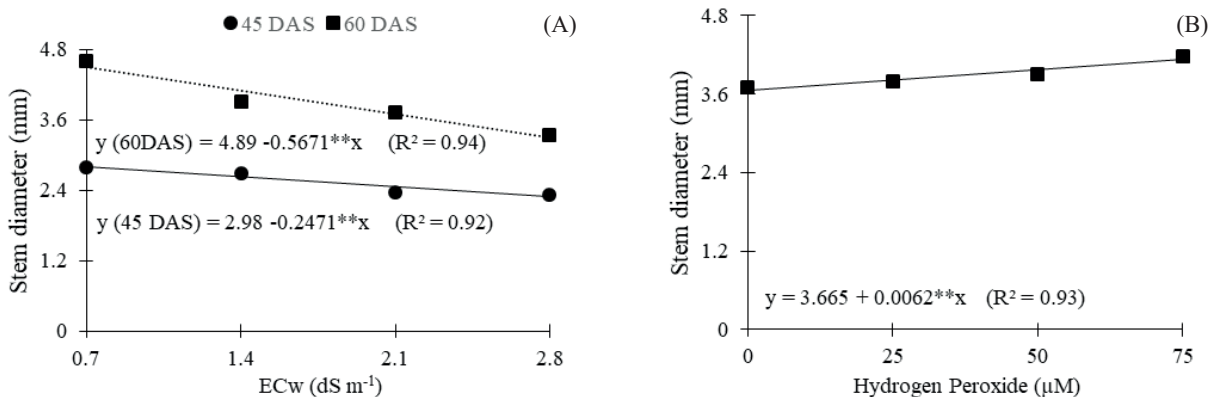 ● 45 DAS ■ 60 DAS
(A)
Stem diameter (mm)
4.8
3.6
2.4
1.2
0
y (60DAS) = 4.89 -0.5671**x (R² = 0.94)
y (45 DAS) = 2.98 -0.2471**x (R² = 0.92)
0.7 1.4 2.1 2.8
ECw (dS m⁻¹)
(B)
Stem diameter (mm)
4.8
3.6
2.4
1.2
0
y = 3.665 + 0.0062**x (R² = 0.93)
0 25 50 75
Hydrogen Peroxide (µM)